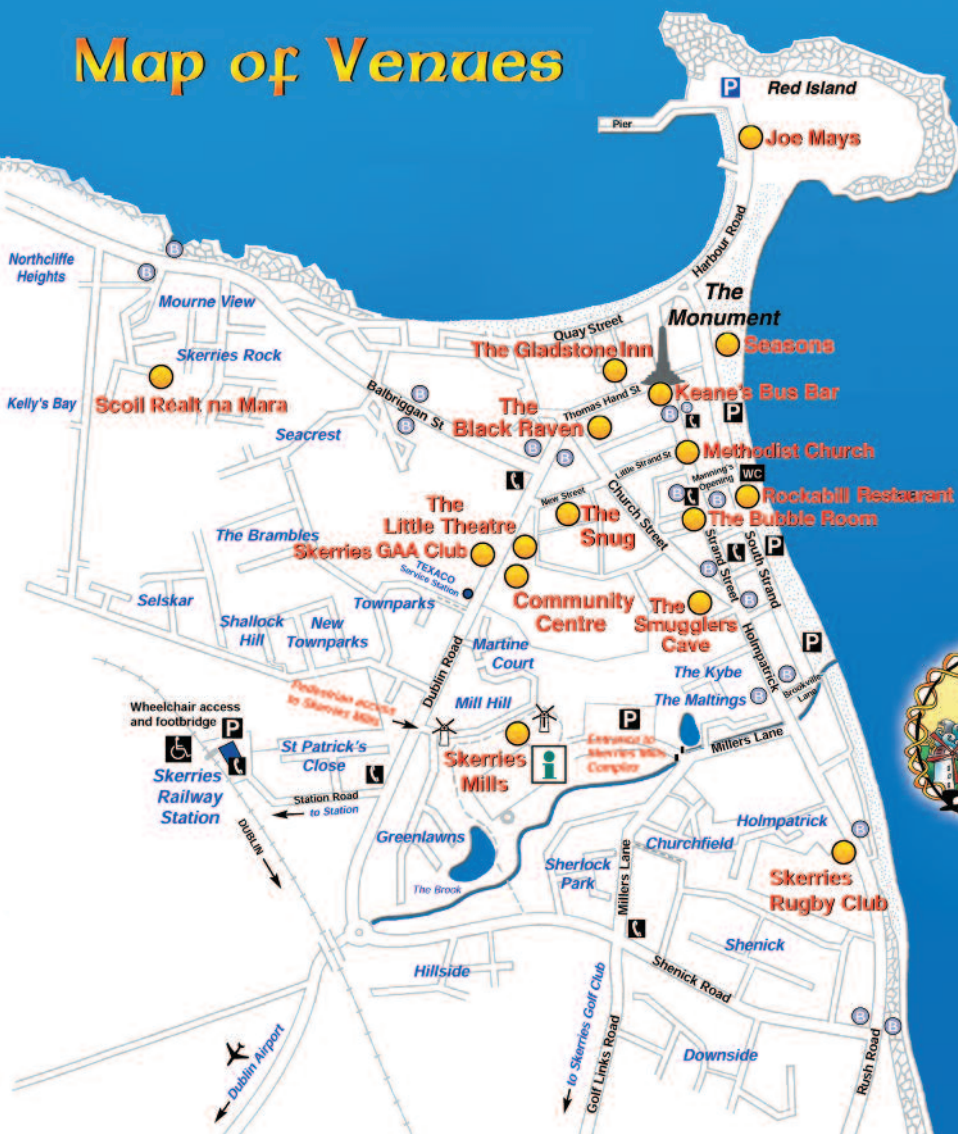 Map of Venues
P
Red Island
Pier
Joe Mays
Harbour Road
B
Northcliffe
Heights
B
Mourne View
The
Monument
Quay Street
Seasons
The Gladstone Inn
Skerries Rock
Kelly's Bay
Scoil Réalt na Mara
Balbriggan St
B
B
Thomas Hand St
Keane's Bus Bar
B
B
P
The
Black Raven
Seacrest
B
B
Little Strand St
Methodist Church
Manning's
Opening
WC
New Street
Church Street
B
B
Rockabill Restaurant
The
Little Theatre
The
Snug
The Bubble Room
The Brambles
Skerries GAA Club
Strand Street
South Strand
P
TEXACO
Service Station
B
Selskar
Townparks
Community
Centre
The
Smugglers
Cave
B
Shallock
Hill
New
Townparks
Holmpatrick
P
Martine
Court
Dublin Road
The Kybe
B
Brookville
Lane
Pedestrian access
to Skerries Mills
Mill Hill
The Maltings
B
Wheelchair access
and footbridge
P
P
Skerries
Mills
i
Entrance to
Skerries Mills
Complex
Millers Lane
St Patrick's
Close
Skerries
Railway
Station
Station Road
to Station
DUBLIN
Greenlawns
Holmpatrick
B
Churchfield
Millers Lane
Sherlock
Park
The Brook
Skerries
Rugby Club
Shenick
Shenick Road
Hillside
to Skerries Golf Club
Golf Links Road
B
B
Dublin Airport
Downside
Rush Road